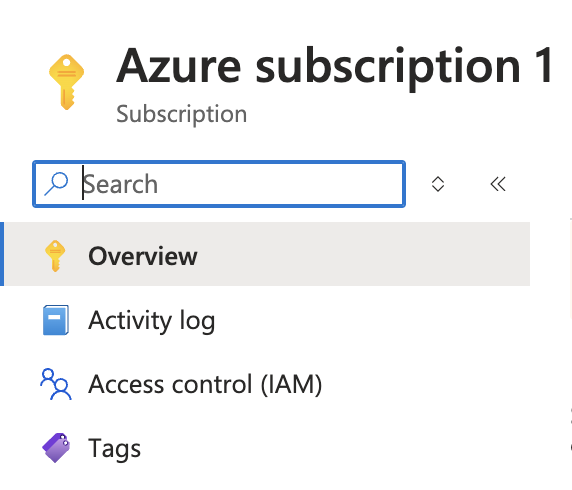 Azure subscription 1
Subscription
Search
Overview
Activity log
Access control (IAM)
Tags